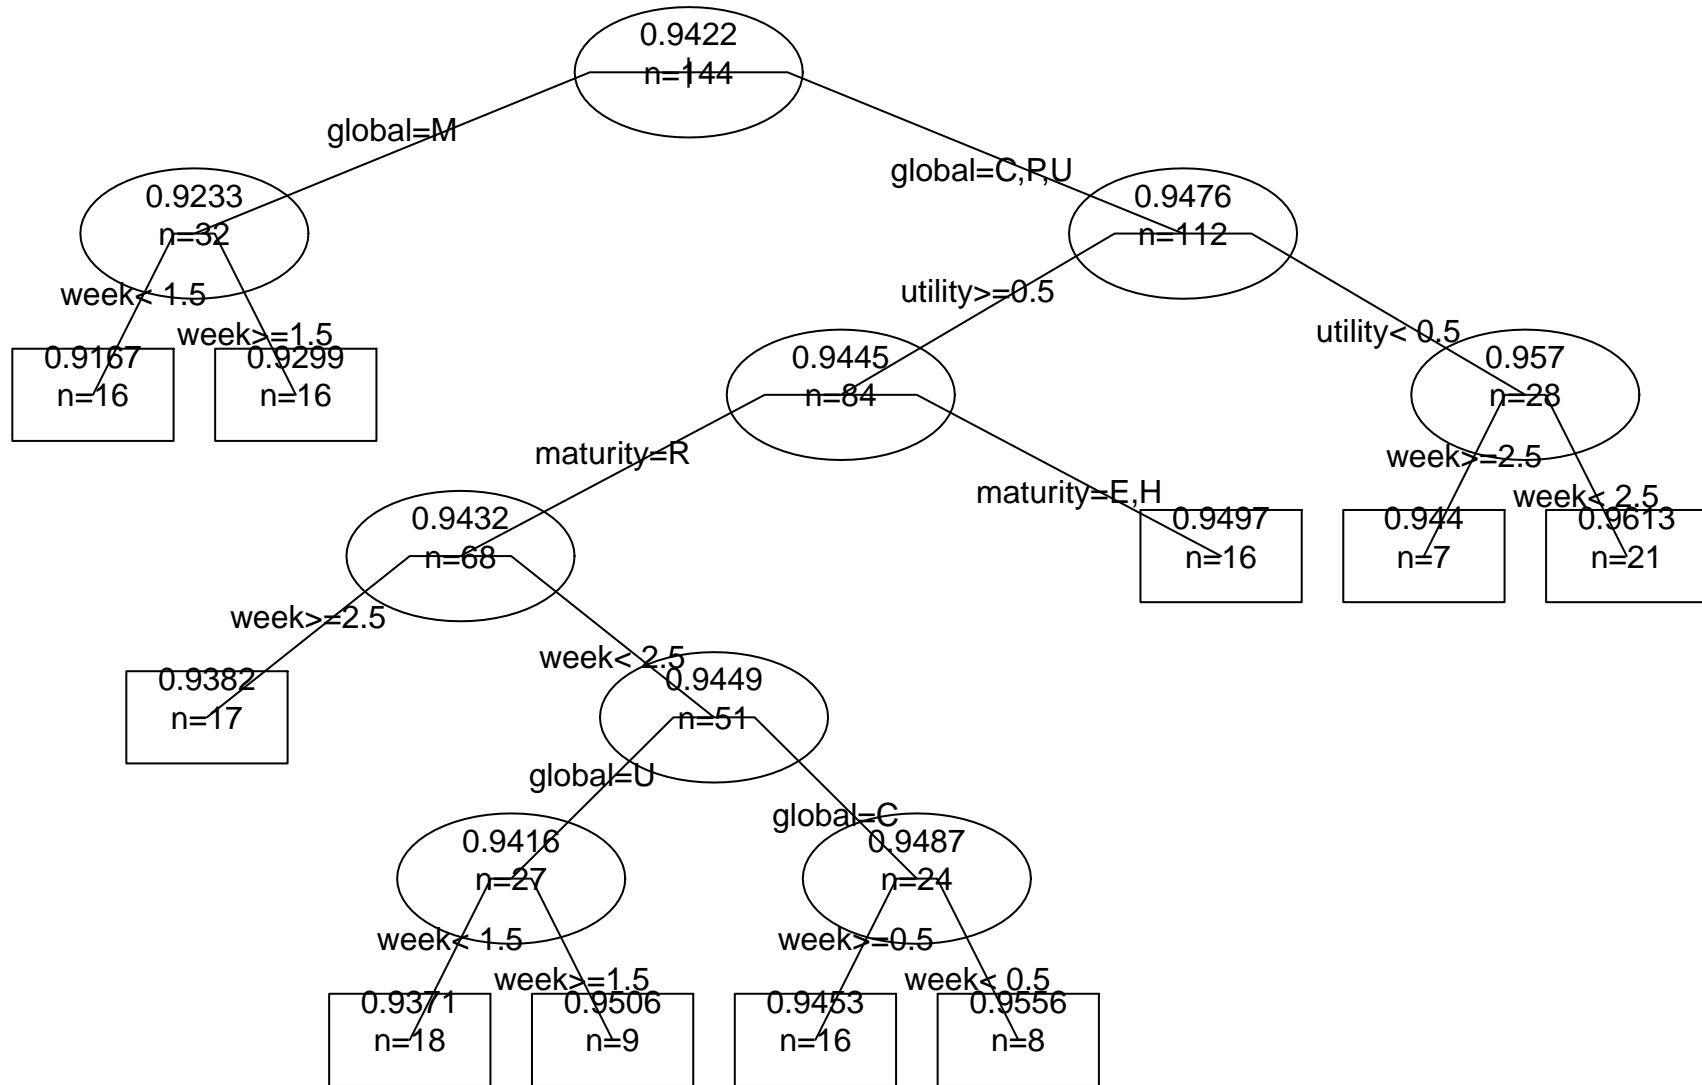 0.9422
n=144
global=M
global=C,P,U
0.9233
n=32
0.9476
n=112
week< 1.5
week>=1.5
utility>=0.5
utility< 0.5
0.9167
n=16
0.9299
n=16
0.9445
n=84
0.957
n=28
maturity=R
maturity=E,H
week>=2.5
week< 2.5
0.9432
n=68
0.9497
n=16
0.944
n=7
0.9613
n=21
week>=2.5
week< 2.5
0.9382
n=17
0.9449
n=51
global=U
global=C
0.9416
n=27
0.9487
n=24
week< 1.5
week>=1.5
week>=0.5
week< 0.5
0.9371
n=18
0.9506
n=9
0.9453
n=16
0.9556
n=8